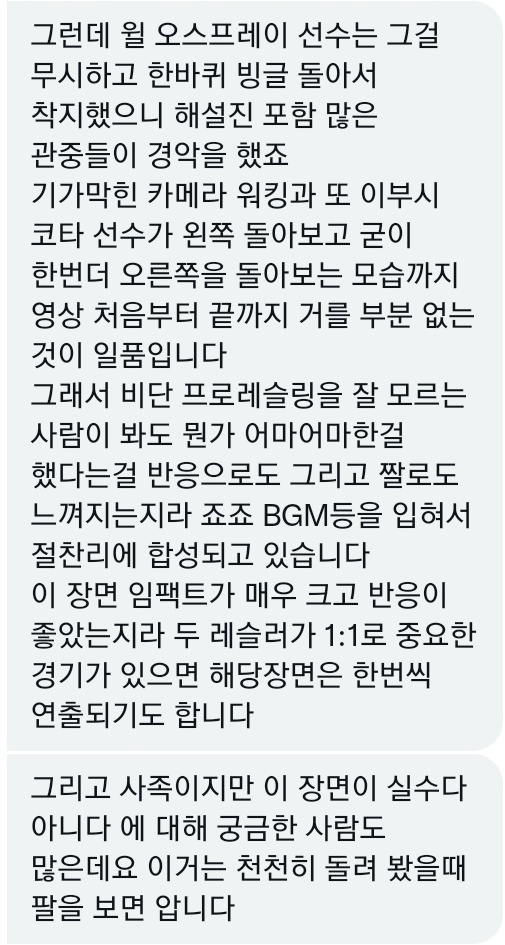 그런데 윌 오스프레이 선수는 그걸
무시하고 한바퀴 빙글 돌아서
착지했으니 해설진 포함 많은
관중들이 경악을 했죠
기가막힌 카메라 워킹과 또 이부시
코타 선수가 왼쪽 돌아보고 굳이
한번더 오른쪽을 돌아보는 모습까지
영상 처음부터 끝까지 거를 부분 없는
것이 일품입니다
그래서 비단 프로레슬링을 잘 모르는
사람이 봐도 뭔가 어마어마한걸
했다는걸 반응으로도 그리고 짤로도
느껴지는지라 죠죠 BGM등을 입혀서
절찬리에 합성되고 있습니다
이 장면 임팩트가 매우 크고 반응이
좋았는지라 두 레슬러가 1:1로 중요한
경기가 있으면 해당장면은 한번씩
연출되기도 합니다
그리고 사족이지만 이 장면이 실수다
아니다 에 대해 궁금한 사람도
많은데요 이거는 천천히 돌려 봤을때
팔을 보면 압니다